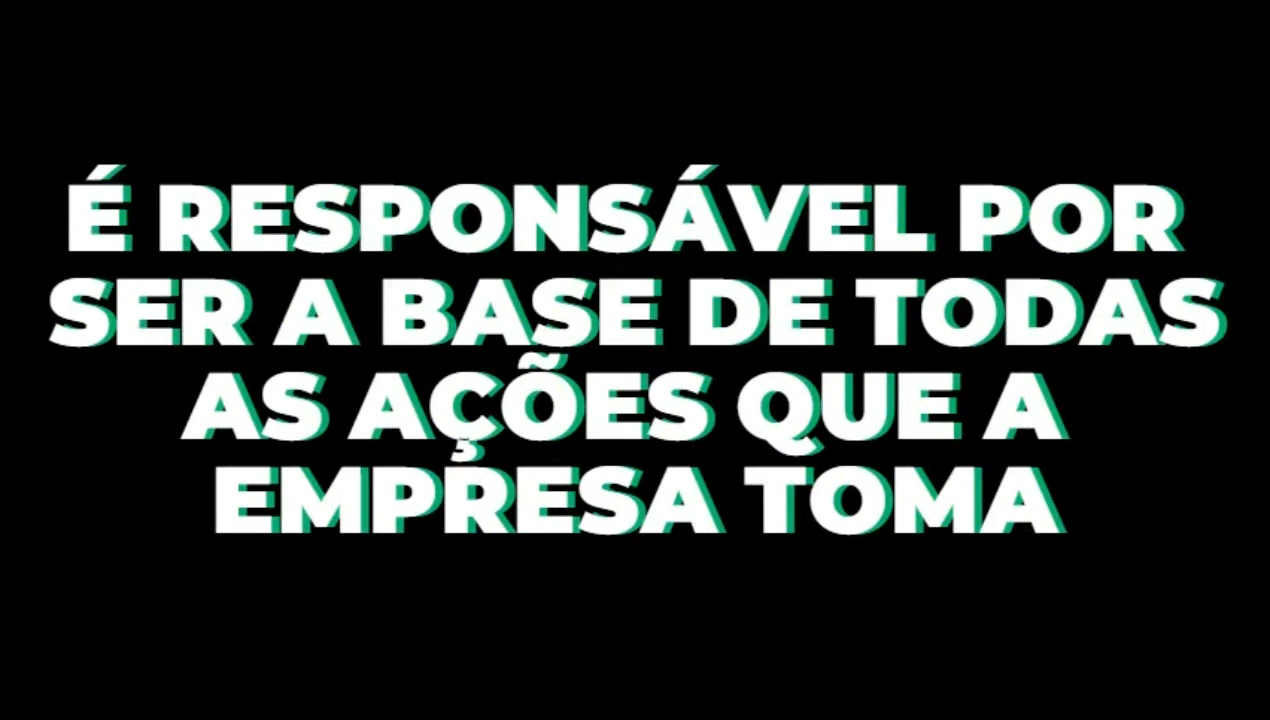 É RESPONSÁVEL POR
SER A BASE DE TODAS
AS AÇÕES QUE A
EMPRESA TOMA